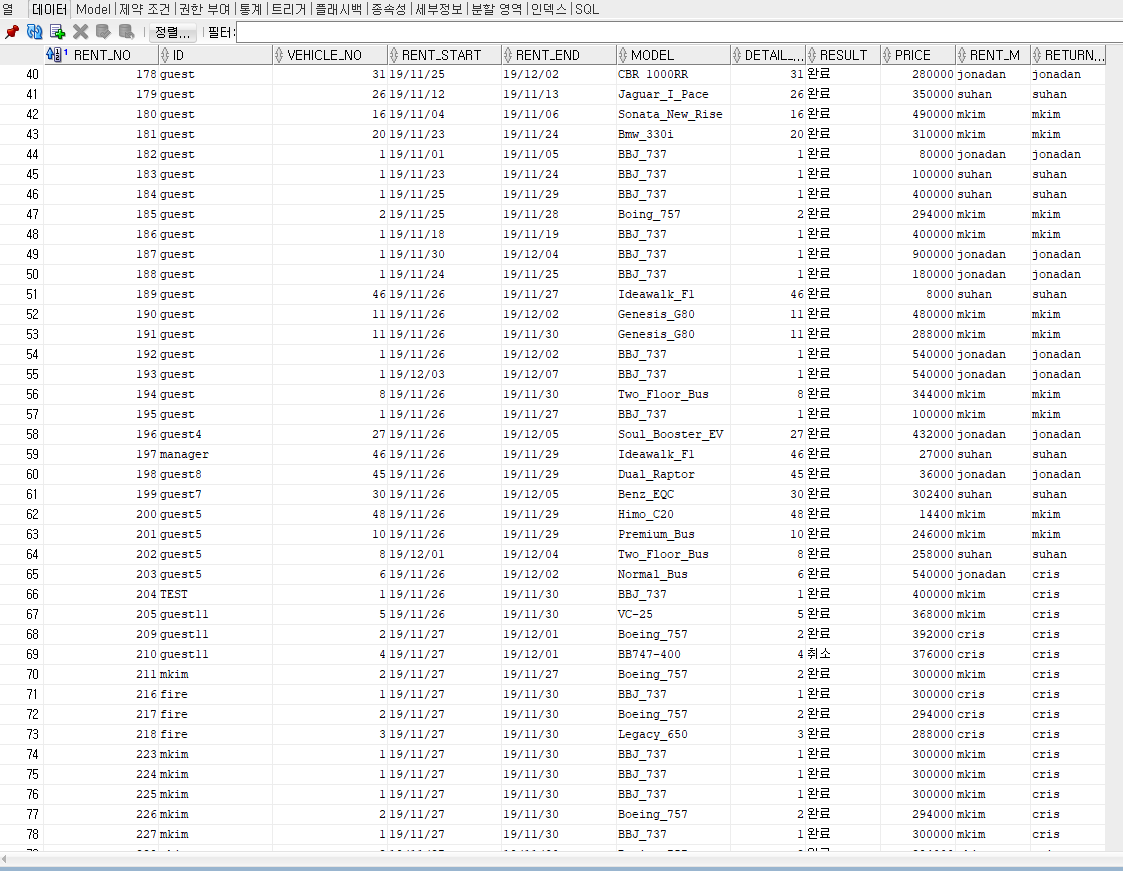 열 데이터 Model 제약 조건 권한 부여 통계 트리거 플래시백 종속성 세부정보 분할 영역 인덱스 SQL
정렬... 필터:
1 RENT_NO ID VEHICLE_NO RENT_START RENT_END MODEL DETAIL_... RESULT PRICE RENT_M RETURN...
40 178 guest 31 19/11/25 19/12/02 CBR 1000RR 31 완료 280000 jonadan jonadan
41 179 guest 26 19/11/12 19/11/13 Jaguar_I_Pace 26 완료 350000 suhan suhan
42 180 guest 16 19/11/04 19/11/06 Sonata_New_Rise 16 완료 490000 mkim mkim
43 181 guest 20 19/11/23 19/11/24 Bmw_330i 20 완료 310000 mkim mkim
44 182 guest 1 19/11/01 19/11/05 BBJ_737 1 완료 80000 jonadan jonadan
45 183 guest 1 19/11/23 19/11/24 BBJ_737 1 완료 100000 suhan suhan
46 184 guest 1 19/11/25 19/11/29 BBJ_737 1 완료 400000 suhan suhan
47 185 guest 2 19/11/25 19/11/28 Boing_757 2 완료 294000 mkim mkim
48 186 guest 1 19/11/18 19/11/19 BBJ_737 1 완료 400000 mkim mkim
49 187 guest 1 19/11/30 19/12/04 BBJ_737 1 완료 900000 jonadan jonadan
50 188 guest 1 19/11/24 19/11/25 BBJ_737 1 완료 180000 jonadan jonadan
51 189 guest 46 19/11/26 19/11/27 Ideawalk_F1 46 완료 8000 suhan suhan
52 190 guest 11 19/11/26 19/12/02 Genesis_G80 11 완료 480000 mkim mkim
53 191 guest 11 19/11/26 19/11/30 Genesis_G80 11 완료 288000 mkim mkim
54 192 guest 1 19/11/26 19/12/02 BBJ_737 1 완료 540000 jonadan jonadan
55 193 guest 1 19/12/03 19/12/07 BBJ_737 1 완료 540000 jonadan jonadan
56 194 guest 8 19/11/26 19/11/30 Two_Floor_Bus 8 완료 344000 mkim mkim
57 195 guest 1 19/11/26 19/11/27 BBJ_737 1 완료 100000 mkim mkim
58 196 guest4 27 19/11/26 19/12/05 Soul_Booster_EV 27 완료 432000 jonadan jonadan
59 197 manager 46 19/11/26 19/11/29 Ideawalk_F1 46 완료 27000 suhan suhan
60 198 guest8 45 19/11/26 19/11/29 Dual_Raptor 45 완료 36000 jonadan jonadan
61 199 guest7 30 19/11/26 19/12/05 Benz_EQC 30 완료 302400 suhan suhan
62 200 guest5 48 19/11/26 19/11/29 Himo_C20 48 완료 14400 mkim mkim
63 201 guest5 10 19/11/26 19/11/29 Premium_Bus 10 완료 246000 mkim mkim
64 202 guest5 8 19/12/01 19/12/04 Two_Floor_Bus 8 완료 258000 suhan suhan
65 203 guest5 6 19/11/26 19/12/02 Normal_Bus 6 완료 540000 jonadan cris
66 204 TEST 1 19/11/26 19/11/30 BBJ_737 1 완료 400000 mkim cris
67 205 guest11 5 19/11/26 19/11/30 VC-25 5 완료 368000 mkim cris
68 209 guest11 2 19/11/27 19/12/01 Boeing_757 2 완료 392000 cris cris
69 210 guest11 4 19/11/27 19/12/01 BB747-400 4 취소 376000 cris cris
70 211 mkim 2 19/11/27 19/11/27 Boeing_757 2 완료 300000 mkim cris
71 216 fire 1 19/11/27 19/11/30 BBJ_737 1 완료 300000 cris cris
72 217 fire 2 19/11/27 19/11/30 Boeing_757 2 완료 294000 cris cris
73 218 fire 3 19/11/27 19/11/30 Legacy_650 3 완료 288000 cris cris
74 223 mkim 1 19/11/27 19/11/30 BBJ_737 1 완료 300000 mkim cris
75 224 mkim 1 19/11/27 19/11/30 BBJ_737 1 완료 300000 mkim cris
76 225 mkim 1 19/11/27 19/11/30 BBJ_737 1 완료 300000 mkim cris
77 226 mkim 2 19/11/27 19/11/30 Boeing_757 2 완료 294000 mkim cris
78 227 mkim 1 19/11/27 19/11/30 BBJ_737 1 완료 300000 mkim cris